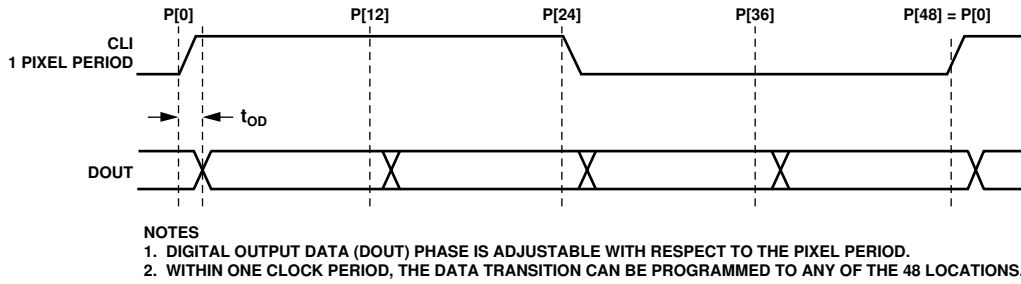 P[0] P[12] P[24] P[36] P[48] = P[0]
CLI
1 PIXEL PERIOD
tOD
DOUT
NOTES
1. DIGITAL OUTPUT DATA (DOUT) PHASE IS ADJUSTABLE WITH RESPECT TO THE PIXEL PERIOD.
2. WITHIN ONE CLOCK PERIOD, THE DATA TRANSITION CAN BE PROGRAMMED TO ANY OF THE 48 LOCATIONS.